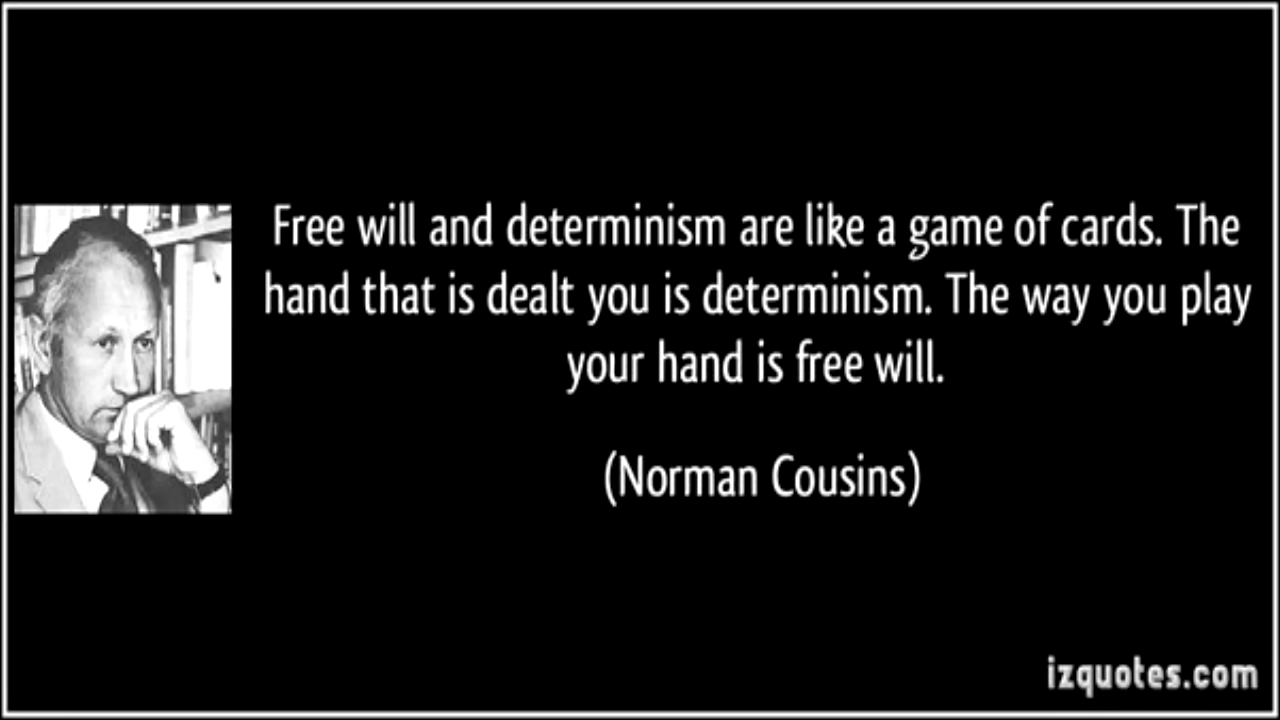 Free will and determinism are like a game of cards. The
hand that is dealt you is determinism. The way you play
your hand is free will.
(Norman Cousins)
izquotes.com